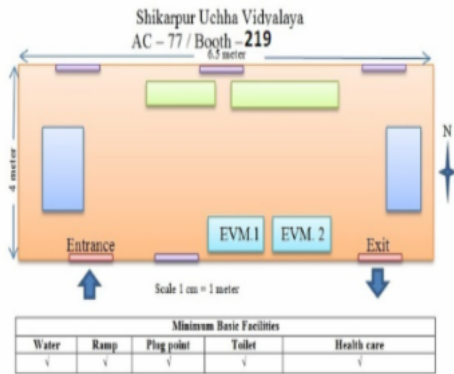 Shikarpur Uchha Vidyalaya
AC – 77 / Booth – 219
6.5 meter
4 meter
N
EVM.1 EVM. 2
Entrance Exit
Scale 1 cm = 1 meter
Minimum Basic Facilities
Water Ramp Plug point Toilet Health care
√ √ √ √ √